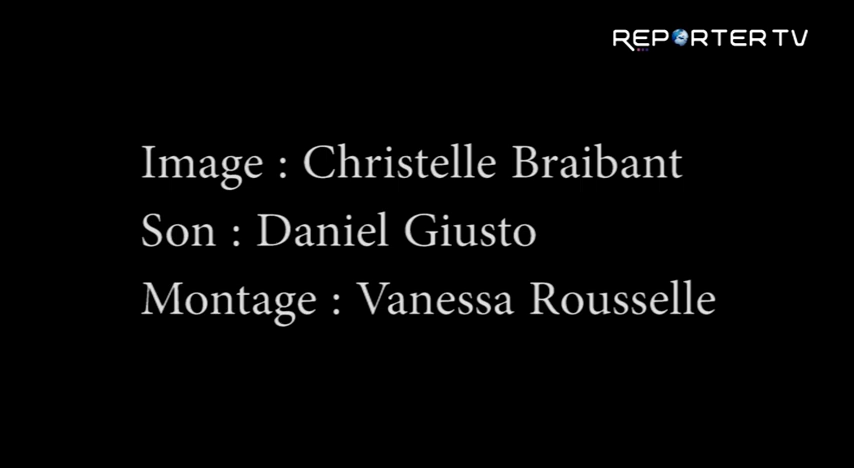 REPORTER TV
Image : Christelle Braibant
Son : Daniel Giusto
Montage : Vanessa Rousselle